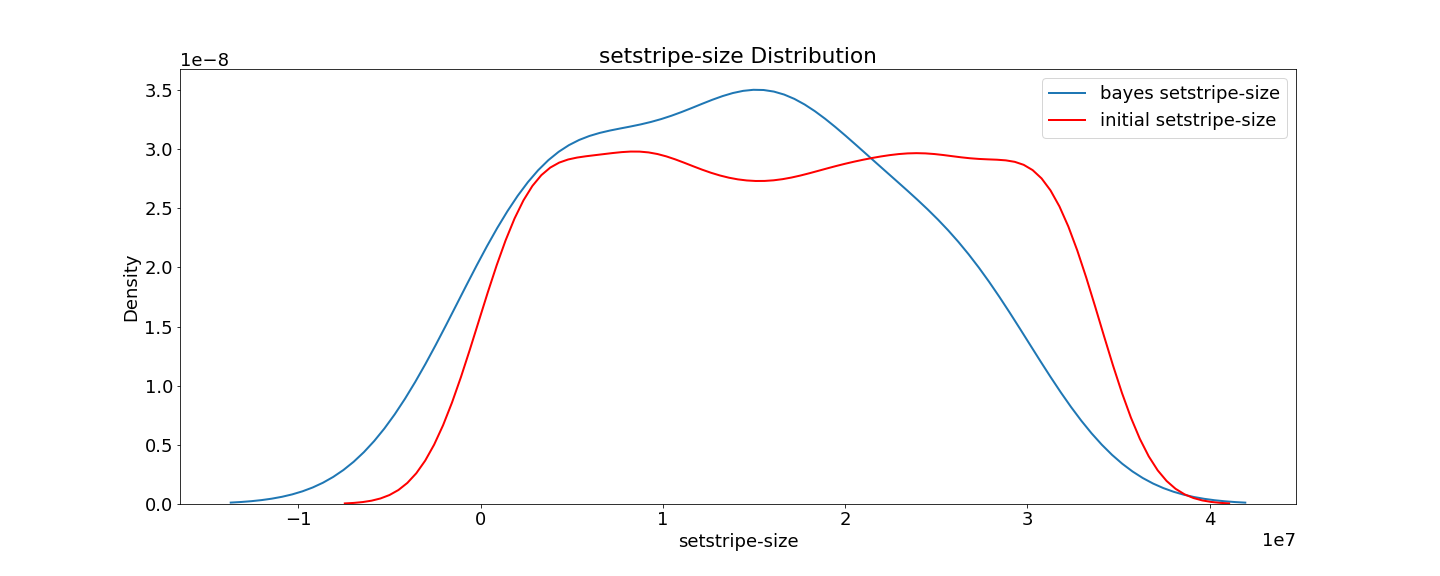 setstripe-size Distribution
1e−8
bayes setstripe-size
initial setstripe-size
3.5
3.0
2.5
2.0
1.5
1.0
0.5
0.0
Density
−1 0 1 2 3 4
setstripe-size
1e7